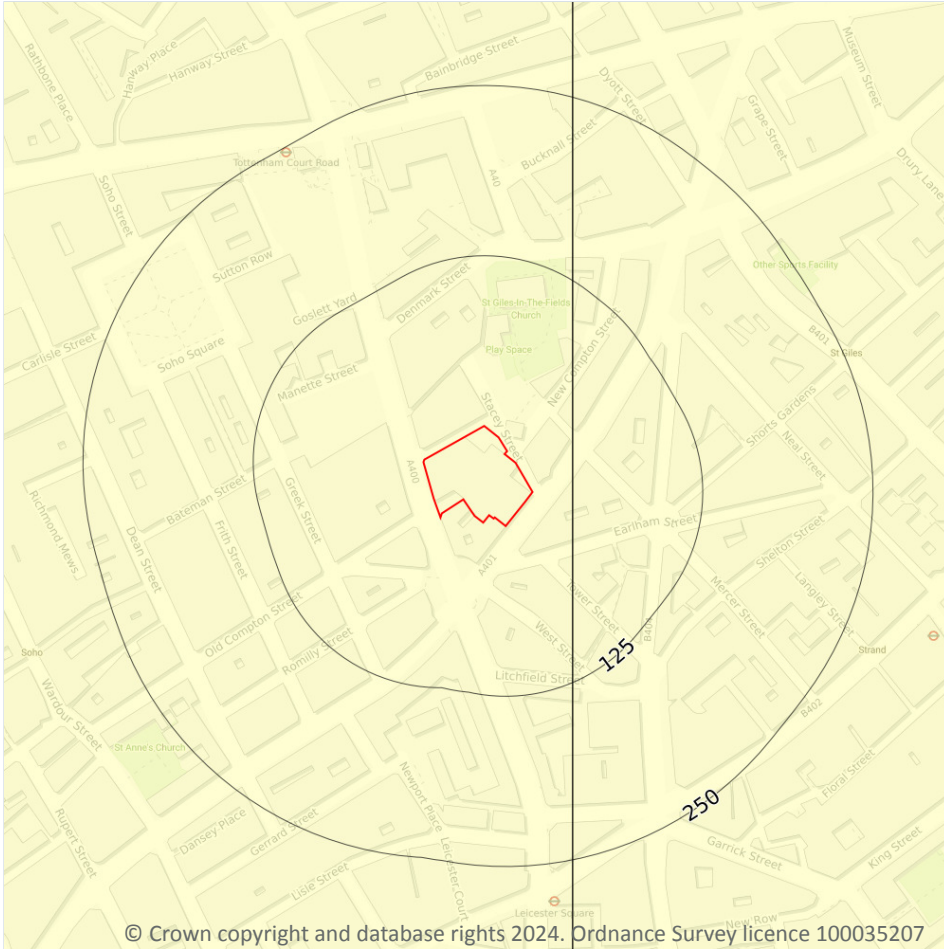 Rathbone Place
Hanway Place
Hanway Street
Bainbridge Street
Dyott Street
Museum Street
Grape Street
Bucknall Street
Drury Lane
Tottenham Court Road
A40
Soho Street
Sutton Row
Denmark Street
Goslett Yard
St Giles-In-The-Fields
Church
Play Space
Other Sports Facility
B401
St Giles
Carlisle Street
Soho Square
Manette Street
New Compton Street
Stacey Street
Shorts Gardens
Neal Street
A400
Richmond Mews
Bateman Street
Greek Street
Frith Street
Dean Street
Earlham Street
Shelton Street
A401
Tower Street
Mercer Street
Langley Street
Old Compton Street
Romilly Street
West Street
B404
125
Litchfield Street
Soho
Strand
Wardour Street
St Anne's Church
B402
Newport Place
250
Floral Street
Rupert Street
Dansey Place
Gerrard Street
Lisle Street
Leicester Court
Garrick Street
King Street
Leicester Square
New Row
© Crown copyright and database rights 2024. Ordnance Survey licence 100035207